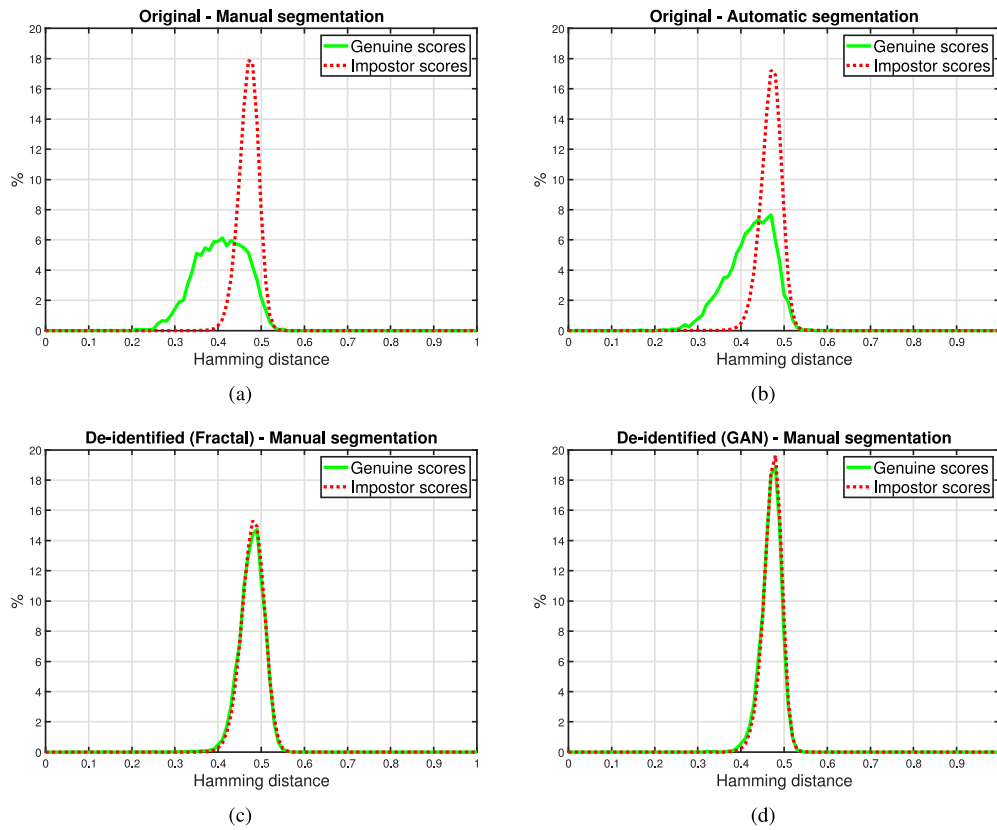 Original - Manual segmentation
20
18
16
14
12
10
8
6
4
2
0
%
Genuine scores
Impostor scores
0 0.1 0.2 0.3 0.4 0.5 0.6 0.7 0.8 0.9 1
Hamming distance
(a)
Original - Automatic segmentation
20
18
16
14
12
10
8
6
4
2
0
%
Genuine scores
Impostor scores
0 0.1 0.2 0.3 0.4 0.5 0.6 0.7 0.8 0.9
Hamming distance
(b)
De-identified (Fractal) - Manual segmentation
20
18
16
14
12
10
8
6
4
2
0
%
Genuine scores
Impostor scores
0 0.1 0.2 0.3 0.4 0.5 0.6 0.7 0.8 0.9 1
Hamming distance
(c)
De-identified (GAN) - Manual segmentation
20
18
16
14
12
10
8
6
4
2
0
%
Genuine scores
Impostor scores
0 0.1 0.2 0.3 0.4 0.5 0.6 0.7 0.8 0.9
Hamming distance
(d)